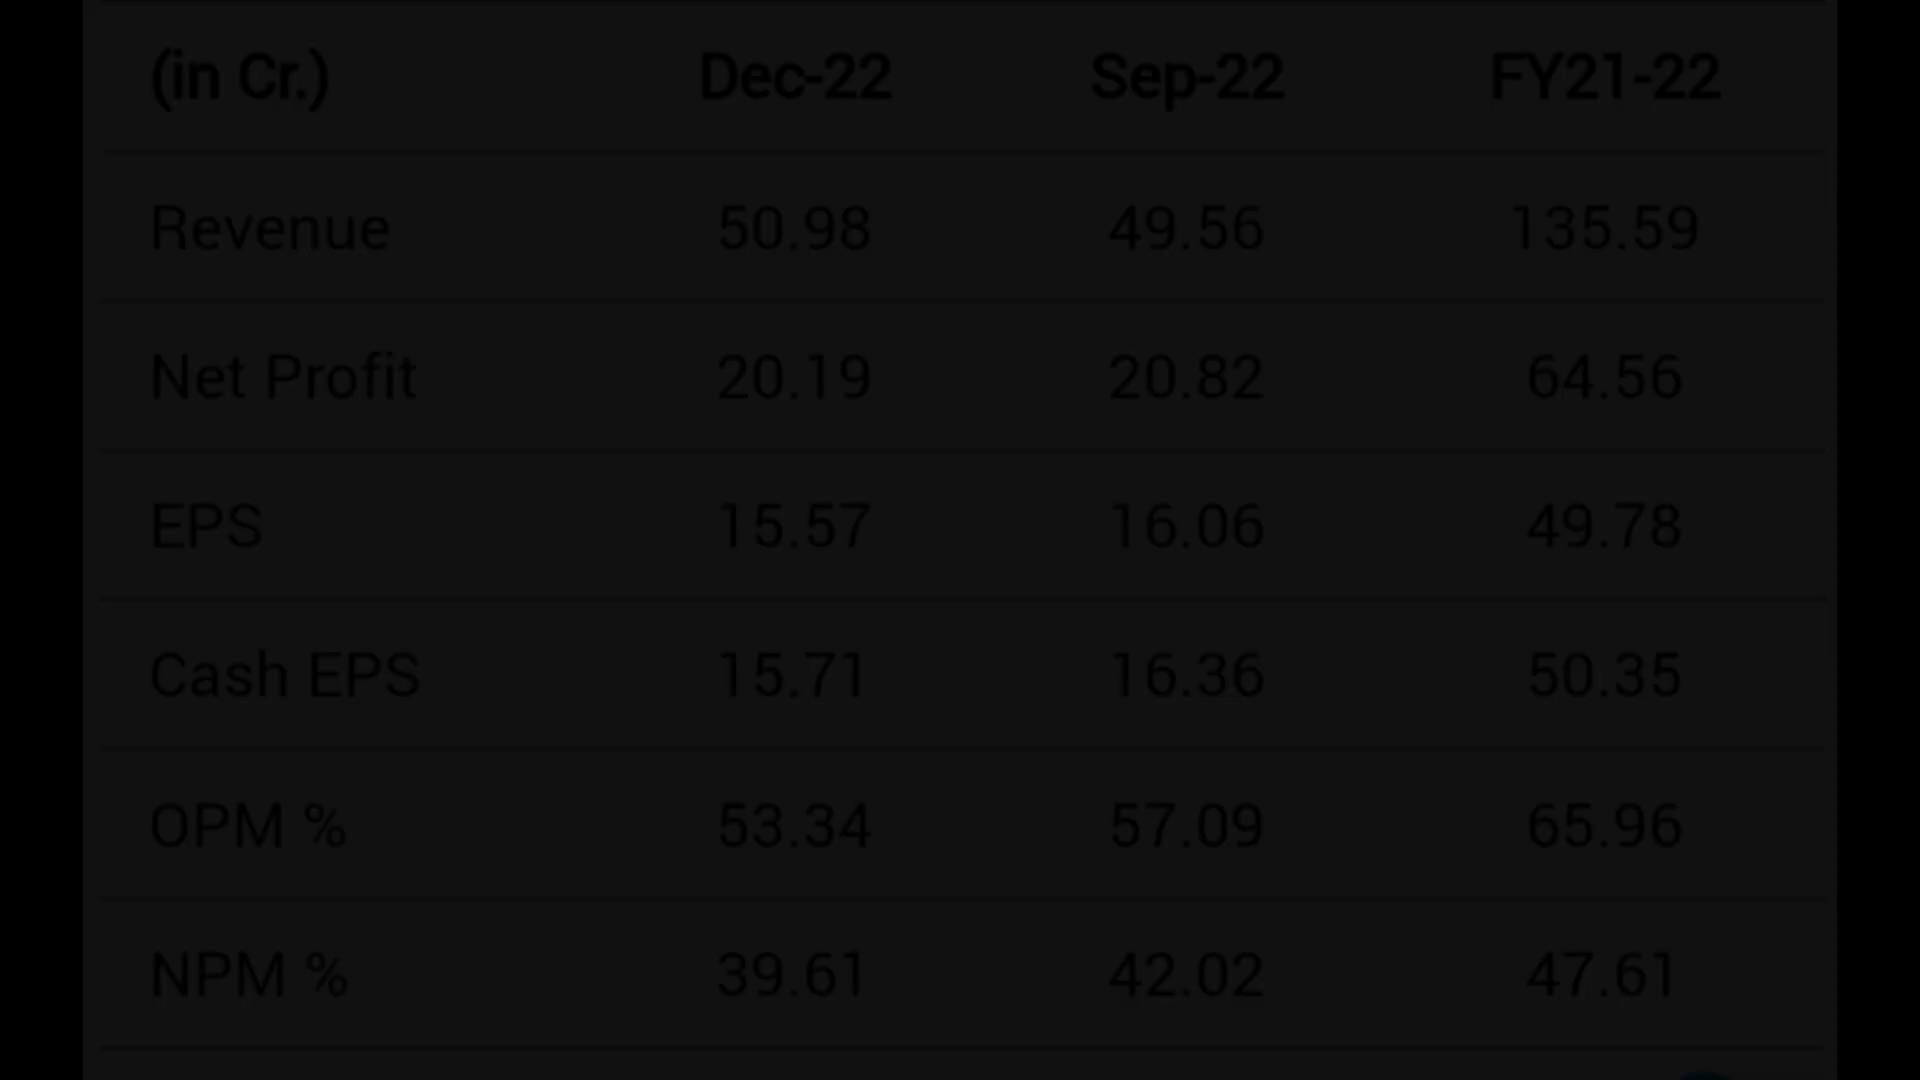 (in Cr.) Dec-22 Sep-22 FY21-22
Revenue 50.98 49.56 135.59
Net Profit 20.19 20.82 64.56
EPS 15.57 16.06 49.78
Cash EPS 15.71 16.36 50.35
OPM % 53.34 57.09 65.96
NPM % 39.61 42.02 47.61